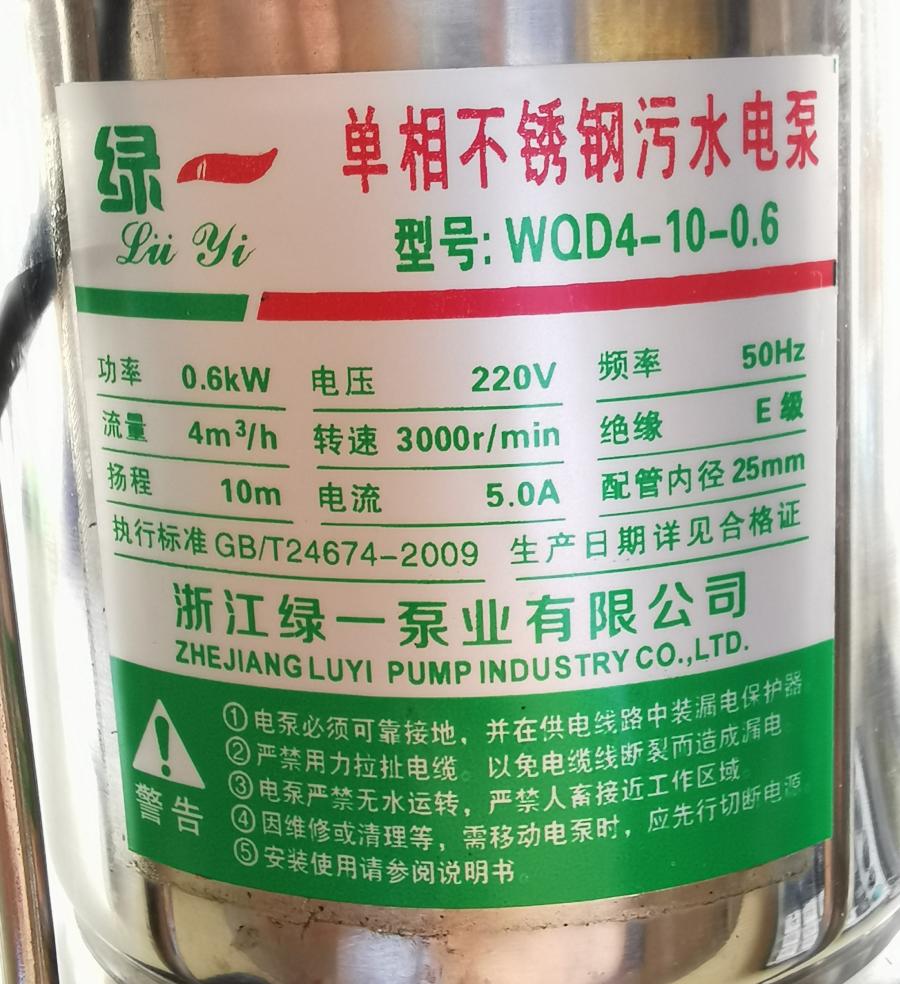 绿一
Lü Yi
单相不锈钢污水电泵
型号: WQD4-10-0.6
功率 0.6kW 电压 220V 频率 50Hz
流量 4m³/h 转速 3000r/min 绝缘 E 级
扬程 10m 电流 5.0A 配管内径 25mm
执行标准 GB/T24674-2009 生产日期详见合格证
浙江绿一泵业有限公司
ZHEJIANG LUYI PUMP INDUSTRY CO.,LTD.
警告
①电泵必须可靠接地，并在供电线路中装漏电保护器
②严禁用力拉扯电缆 以免电缆线断裂而造成漏电
③电泵严禁无水运转，严禁人畜接近工作区域
④因维修或清理等，需移动电泵时，应先行切断电源
⑤安装使用请参阅说明书